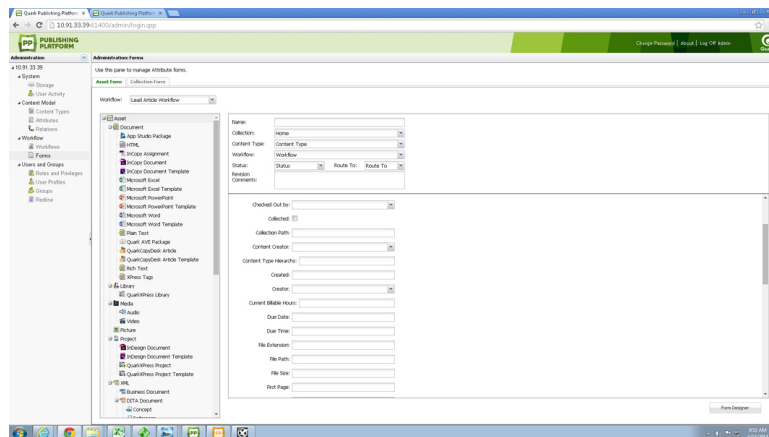 Quark Publishing Platform
Quark Publishing Platform
10.91.33.39:61400/admin/login.qsp
PP PUBLISHING PLATFORM
Change Password | About | Log Off Admin
Administration
10.91.33.39
System
Storage
User Activity
Content Model
Content Types
Attributes
Relations
Workflow
Workflows
Forms
Users and Groups
Roles and Privileges
User Profiles
Groups
Redline
Administration: Forms
Use this pane to manage Attribute forms.
Asset Form
Collection Form
Workflow: Lead Article Workflow
Asset
Document
App Studio Package
HTML
InCopy Assignment
InCopy Document
InCopy Document Template
Microsoft Excel
Microsoft Excel Template
Microsoft PowerPoint
Microsoft PowerPoint Template
Microsoft Word
Microsoft Word Template
Plain Text
Quark AVE Package
QuarkCopyDesk Article
QuarkCopyDesk Article Template
Rich Text
XPress Tags
Library
QuarkXPress Library
Media
Audio
Video
Picture
Project
InDesign Document
InDesign Document Template
QuarkXPress Project
QuarkXPress Project Template
XML
Business Document
DITA Document
Concept
Name:
Collection: Home
Content Type: Content Type
Workflow: Workflow
Status: Status Route To: Route To
Revision Comments:
Checked Out by:
Collected:
Collection Path:
Content Creator:
Content Type Hierarchy:
Created:
Creator:
Current Billable Hours:
Due Date:
Due Time:
File Extension:
File Path:
File Size:
First Page:
Form Designer
9:52 AM